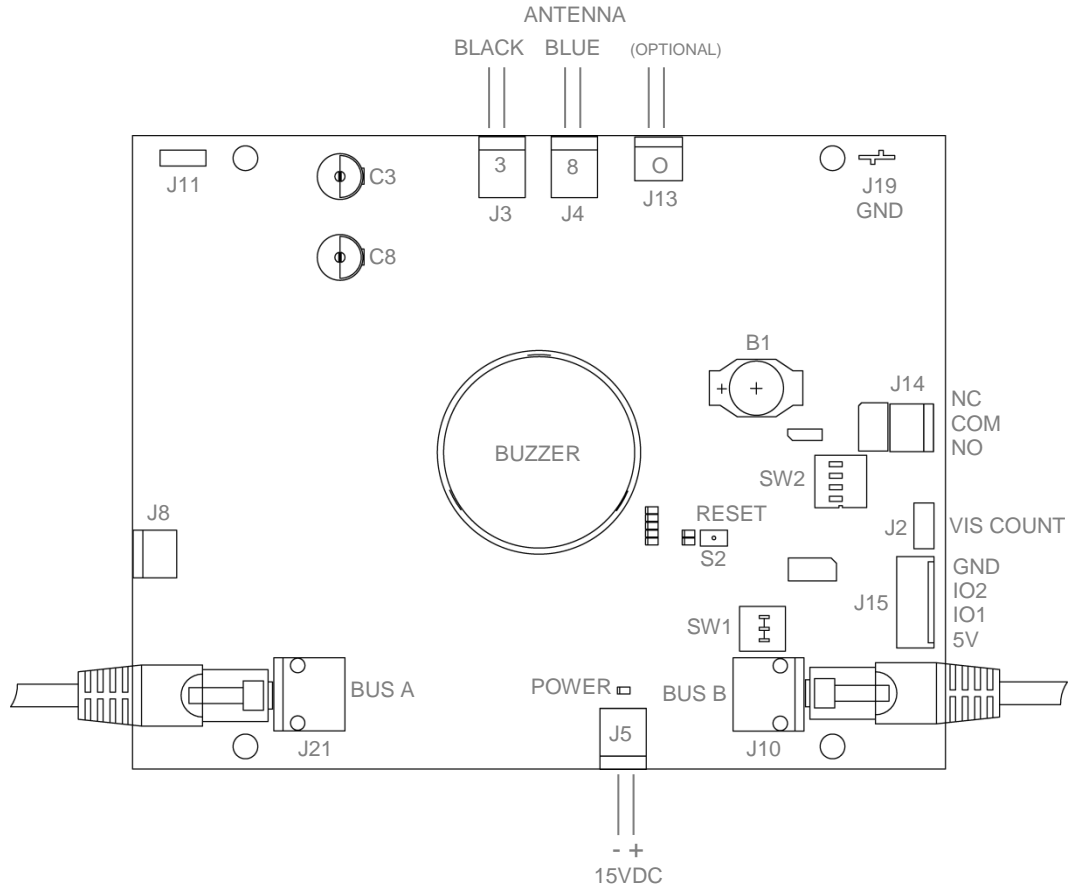 ANTENNA
BLACK BLUE (OPTIONAL)
3 8 O
J11 C3 J3 J4 J13 J19
GND
C8
B1
J14 NC
COM
NO
BUZZER
SW2
J8 RESET J2 VIS COUNT
S2
GND
J15 IO2
IO1
SW1 5V
BUS A POWER BUS B
J21 J5 J10
- +
15VDC